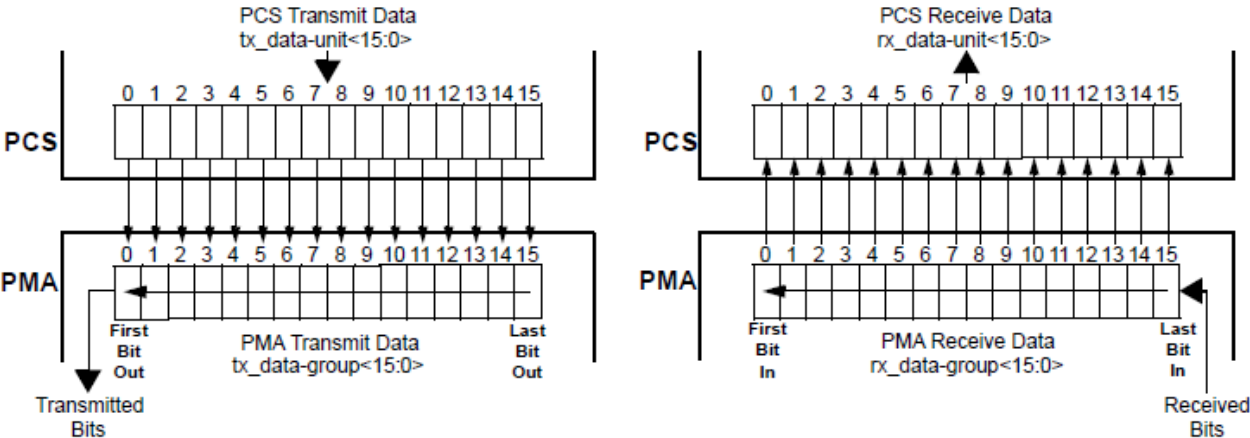 PCS Transmit Data
tx_data-unit<15:0>
0 1 2 3 4 5 6 7 8 9 10 11 12 13 14 15
PCS
0 1 2 3 4 5 6 7 8 9 10 11 12 13 14 15
PMA
First
Bit
Out
PMA Transmit Data
tx_data-group<15:0>
Last
Bit
Out
Transmitted
Bits
PCS Receive Data
rx_data-unit<15:0>
0 1 2 3 4 5 6 7 8 9 10 11 12 13 14 15
PCS
0 1 2 3 4 5 6 7 8 9 10 11 12 13 14 15
PMA
First
Bit
In
PMA Receive Data
rx_data-group<15:0>
Last
Bit
In
Received
Bits